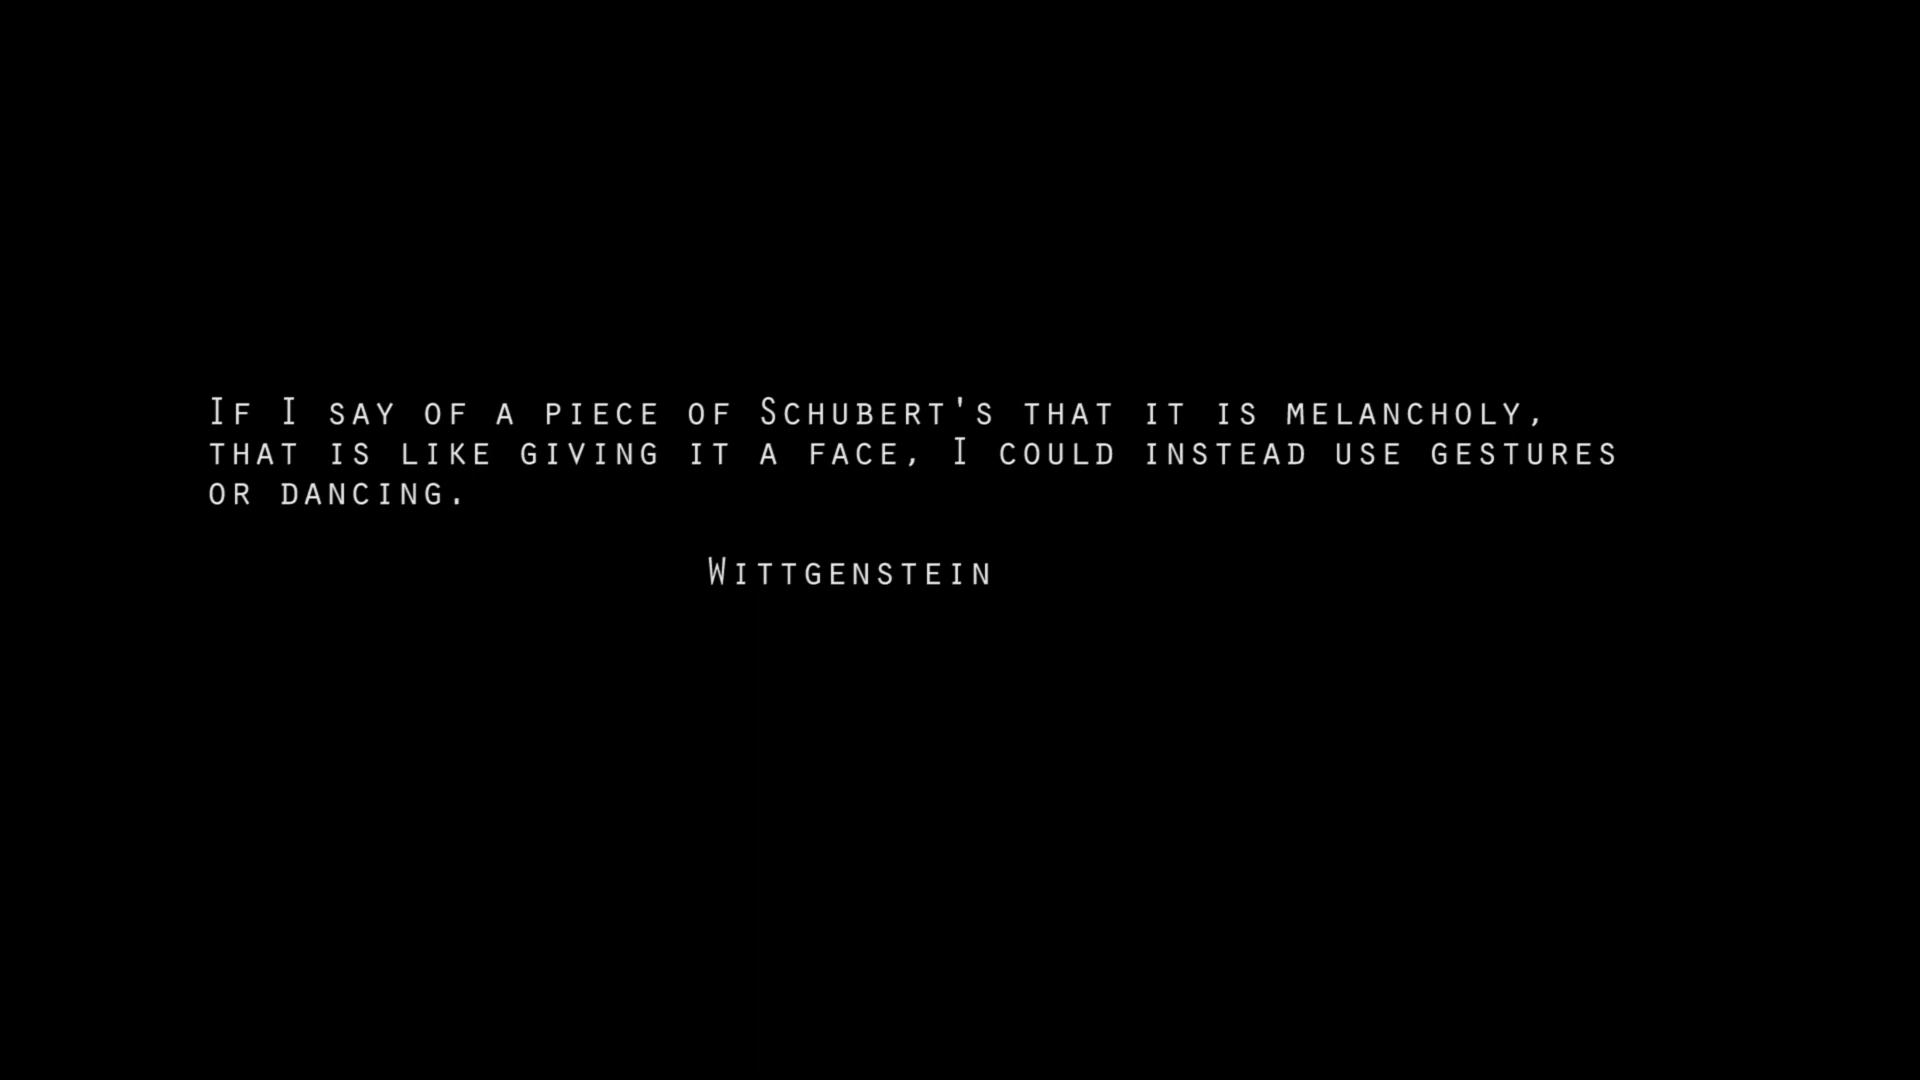 If I say of a piece of Schubert's that it is melancholy,
that is like giving it a face, I could instead use gestures
or dancing.
Wittgenstein